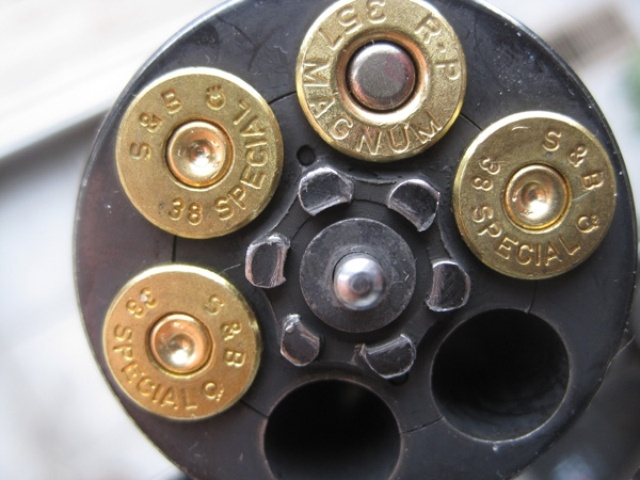 R-P
357
MAGNUM
S & B
38 SPECIAL
S & B
38 SPECIAL
S & B
38 SPECIAL